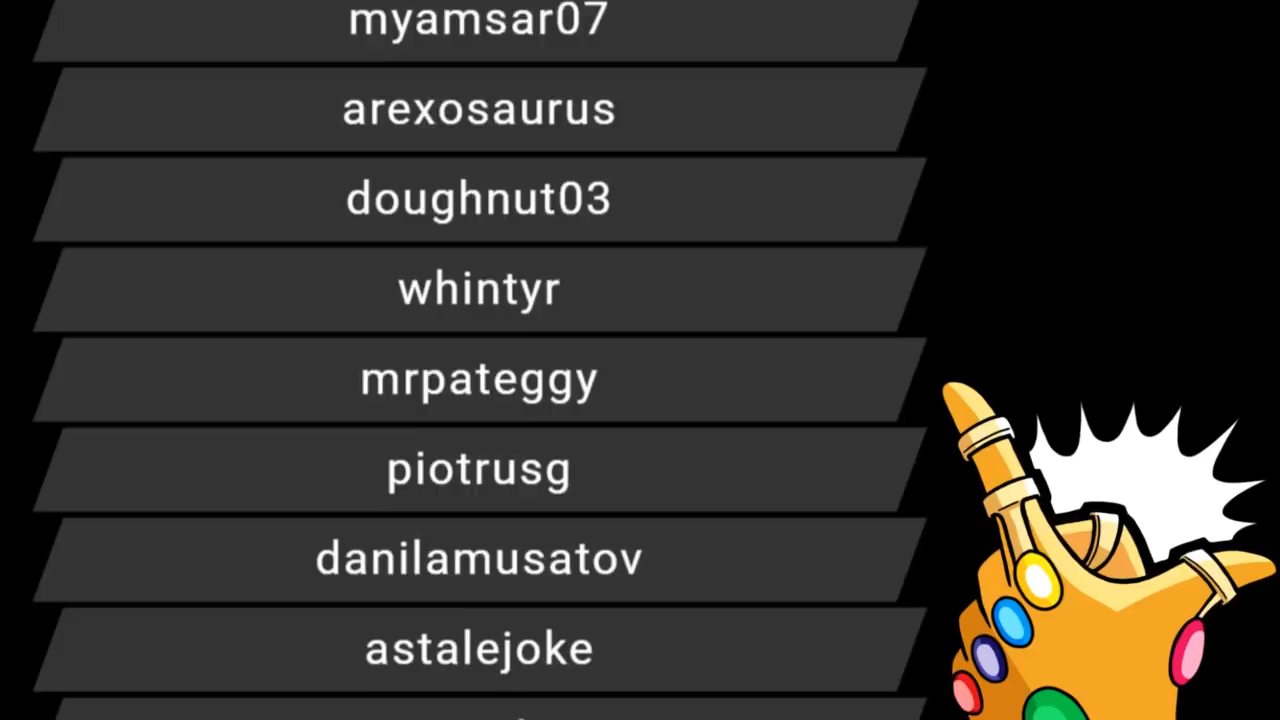 myamsar07
arexosaurus
doughnut03
whintyr
mrpateggy
piotrusg
danilamusatov
astalejoke